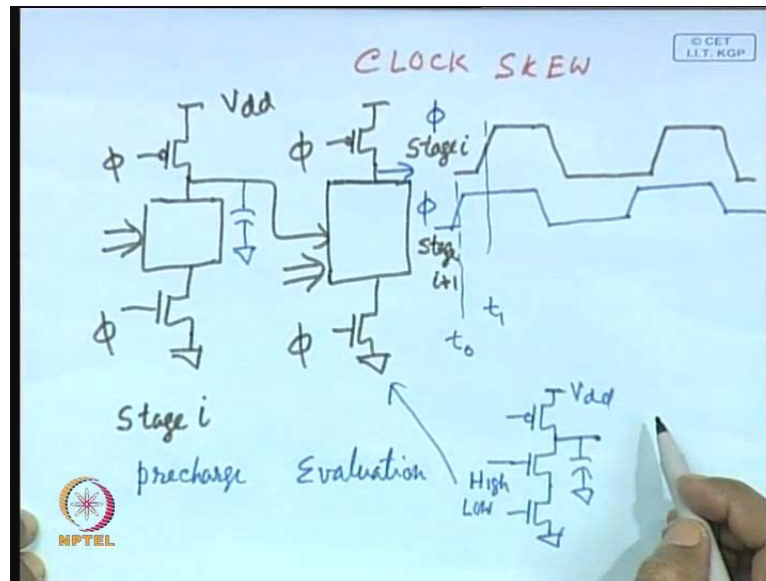 CLOCK SKEW
© CET
I.I.T. KGP
Vdd
ϕ
ϕ
ϕ
Stage i
ϕ
Stage
i+1
ϕ
ϕ
t₀
t₁
Stage i
precharge
Evaluation
Vdd
High
Low
NPTEL